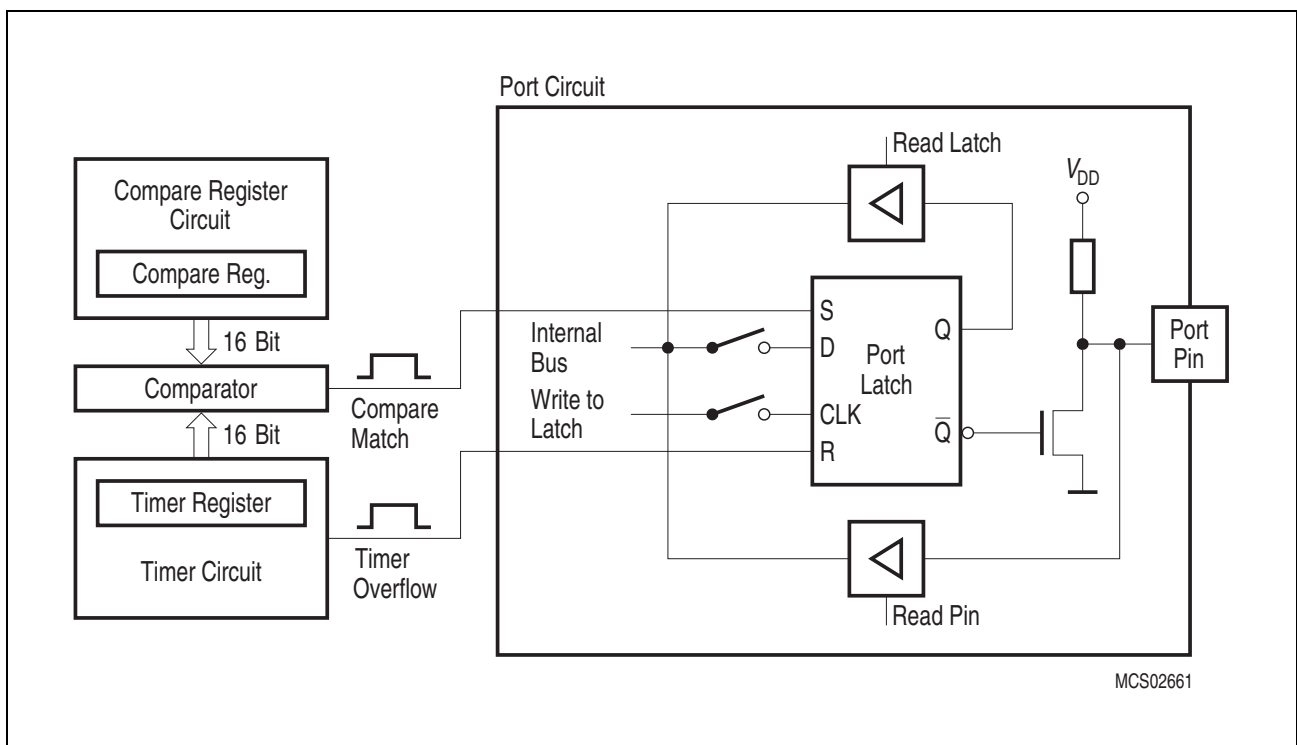 Port Circuit
Read Latch
V_DD
Compare Register
Circuit
Compare Reg.
16 Bit
Comparator
16 Bit
Compare
Match
Timer Register
Timer Circuit
Timer
Overflow
Internal
Bus
Write to
Latch
S
D
CLK
R
Port
Latch
Q
Q̅
Port
Pin
Read Pin
MCS02661